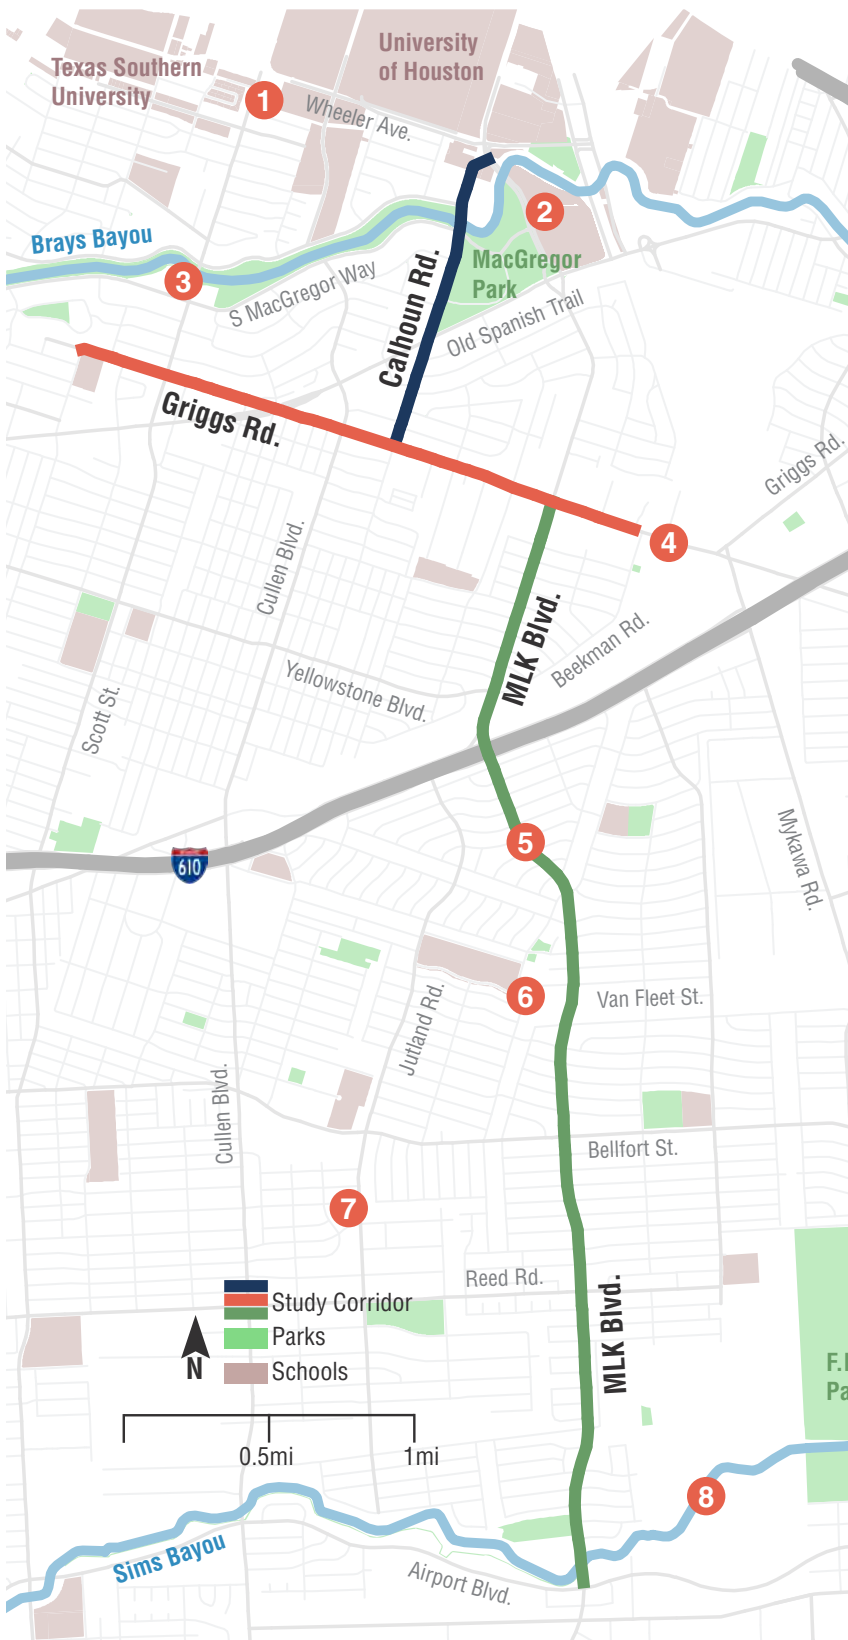 University
of Houston
Texas Southern
University
1
Wheeler Ave.
2
Brays Bayou
MacGregor
Park
3
S MacGregor Way
Calhoun Rd.
Old Spanish Trail
Griggs Rd.
Griggs Rd.
4
Cullen Blvd.
MLK Blvd.
Beekman Rd.
Yellowstone Blvd.
Scott St.
5
Mykawa Rd.
610
6
Van Fleet St.
Jutland Rd.
Cullen Blvd.
Bellfort St.
7
Reed Rd.
MLK Blvd.
Study Corridor
Parks
Schools
N
F.
Pa
0.5mi
1mi
8
Sims Bayou
Airport Blvd.